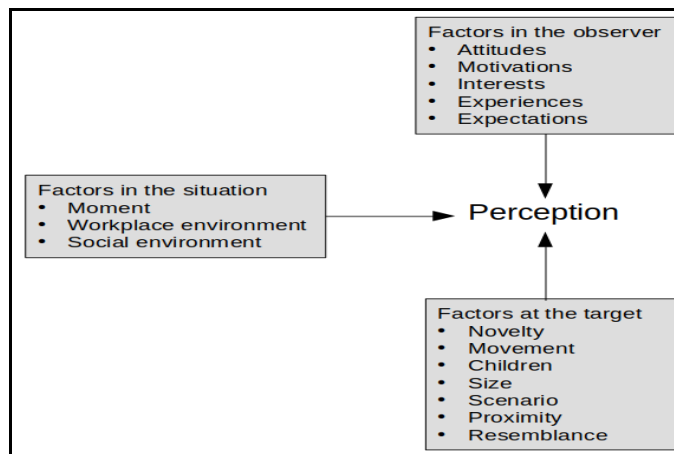 Factors in the observer
• Attitudes
• Motivations
• Interests
• Experiences
• Expectations
Factors in the situation
• Moment
• Workplace environment
• Social environment
Perception
Factors at the target
• Novelty
• Movement
• Children
• Size
• Scenario
• Proximity
• Resemblance